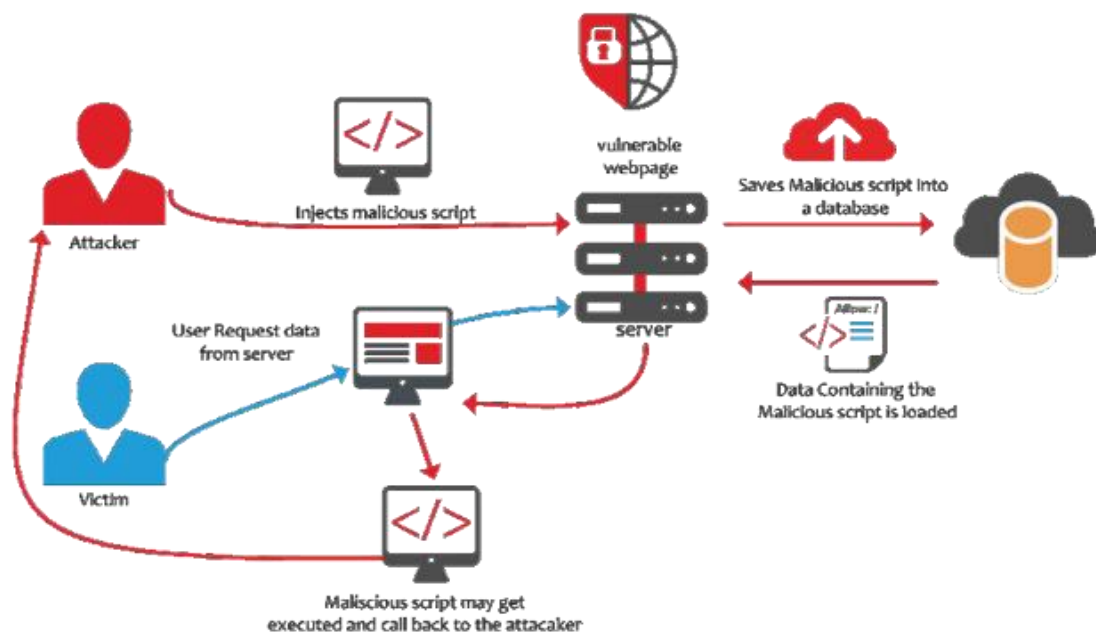 vulnerable
webpage
</>
Injects malicious script
Saves Malicious script into
a database
Attacker
User Request data
from server
server
</>
Data Containing the
Malicious script is loaded
Victim
</>
Maliscious script may get
executed and call back to the attacaker